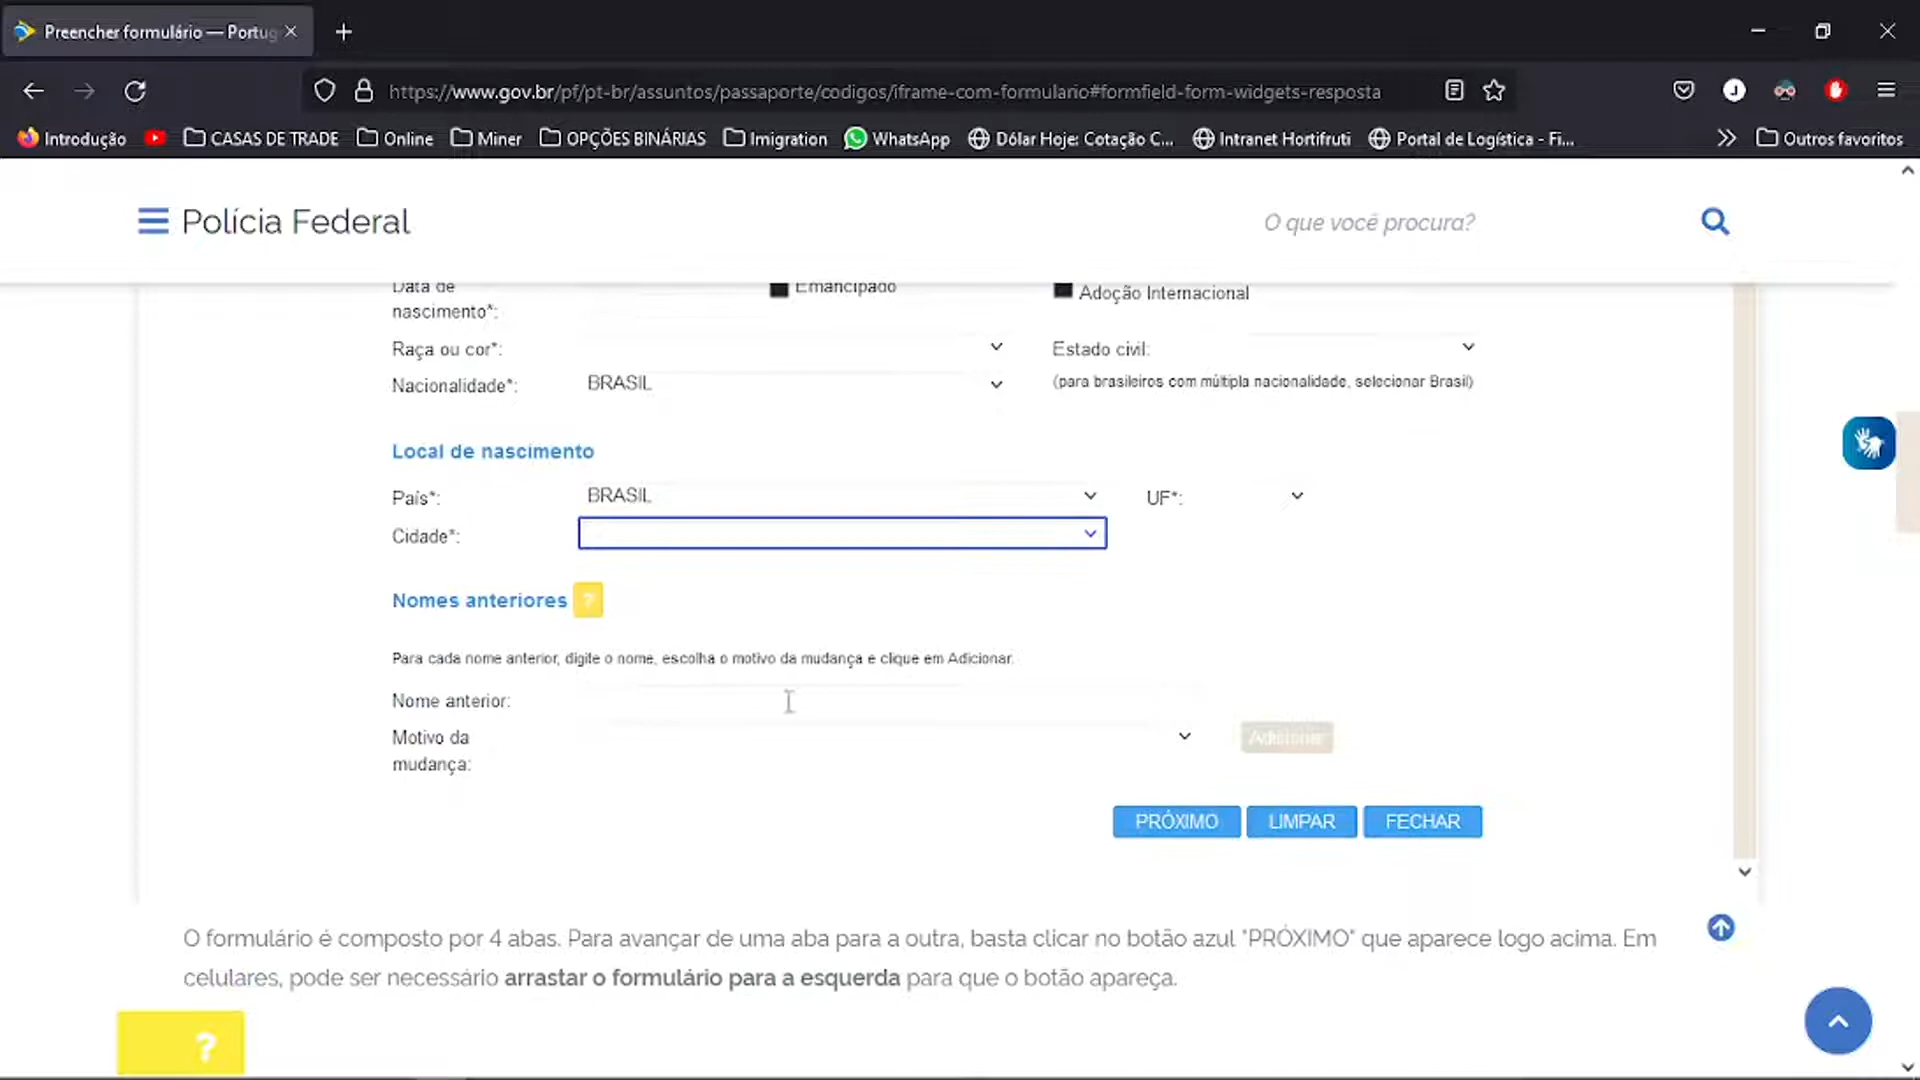 Preencher formulário — Portug
https://www.gov.br/pf/pt-br/assuntos/passaporte/codigos/iframe-com-formulario#formfield-form-widgets-resposta
J
Introdução CASAS DE TRADE Online Miner OPÇÕES BINÁRIAS Imigration WhatsApp Dólar Hoje: Cotação C... Intranet Hortifruti Portal de Logística - Fi... Outros favoritos
Polícia Federal O que você procura?
Data de Emancipado Adoção Internacional
nascimento*:
Raça ou cor*: Estado civil:
Nacionalidade*: BRASIL (para brasileiros com múltipla nacionalidade, selecionar Brasil)
Local de nascimento
País*: BRASIL UF*:
Cidade*:
Nomes anteriores ?
Para cada nome anterior, digite o nome, escolha o motivo da mudança e clique em Adicionar.
Nome anterior:
Motivo da Adicionar
mudança:
PRÓXIMO LIMPAR FECHAR
O formulário é composto por 4 abas. Para avançar de uma aba para a outra, basta clicar no botão azul "PRÓXIMO" que aparece logo acima. Em
celulares, pode ser necessário arrastar o formulário para a esquerda para que o botão apareça.
?